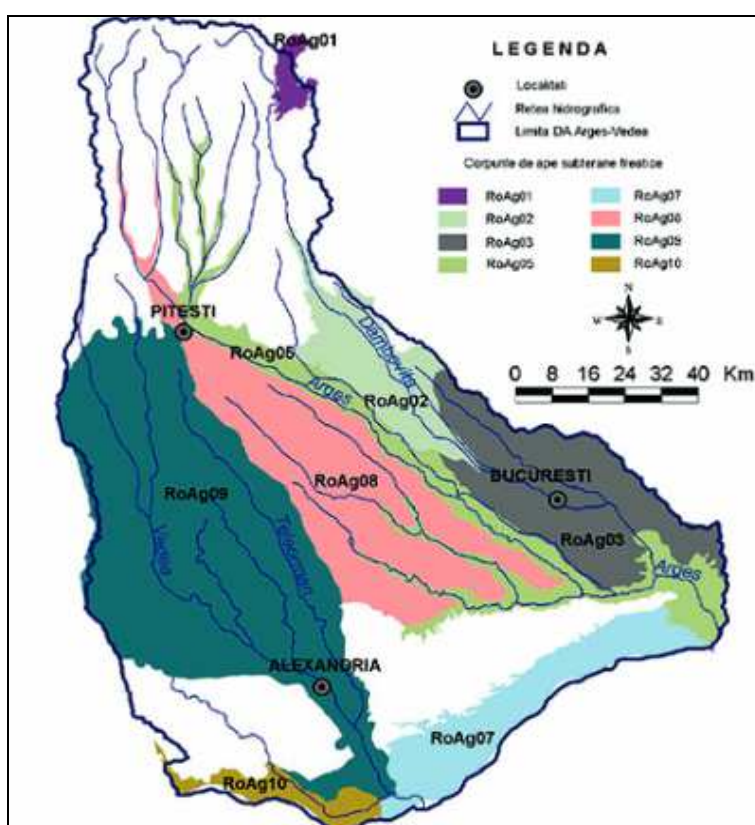 RoAg01
LEGENDA
Localitati
Retea hidrografica
Limita DA Arges-Vedea
Corpurile de ape subterane freatice
RoAg01
RoAg07
RoAg02
RoAg08
RoAg03
RoAg09
RoAg05
RoAg10
N
W
E
S
PITESTI
RoAg05
Dambovita
Arges
RoAg02
0 8 16 24 32 40 Km
BUCURESTI
RoAg08
RoAg09
RoAg03
Vedea
Teleorman
Arges
ALEXANDRIA
RoAg07
RoAg10